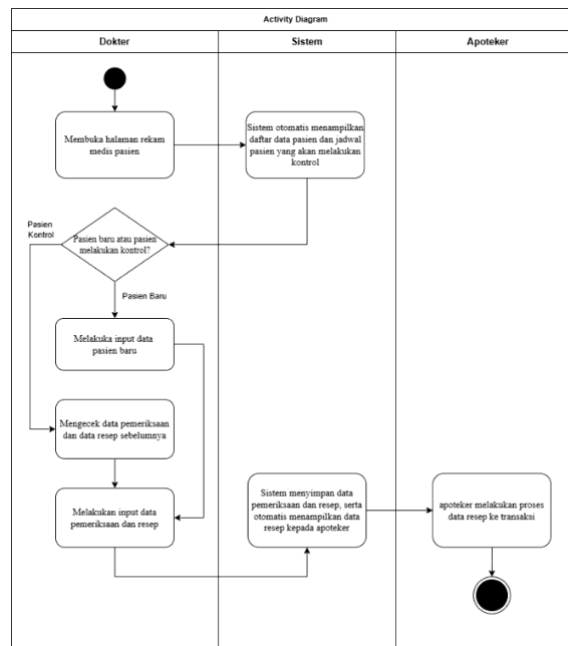 Activity Diagram
Dokter
Sistem
Apoteker
Membuka halaman rekam
medis pasien
Sistem otomatis menampilkan
daftar data pasien dan jadwal
pasien yang akan melakukan
kontrol
Pasien
Kontrol
Pasien baru atau pasien
melakukan kontrol?
Pasien Baru
Melakuka input data
pasien baru
Mengecek data pemeriksaan
dan data resep sebelumnya
Melakukan input data
pemeriksaan dan resep
Sistem menyimpan data
pemeriksaan dan resep, serta
otomatis menampilkan data
resep kepada apoteker
apoteker melakukan proses
data resep ke transaksi